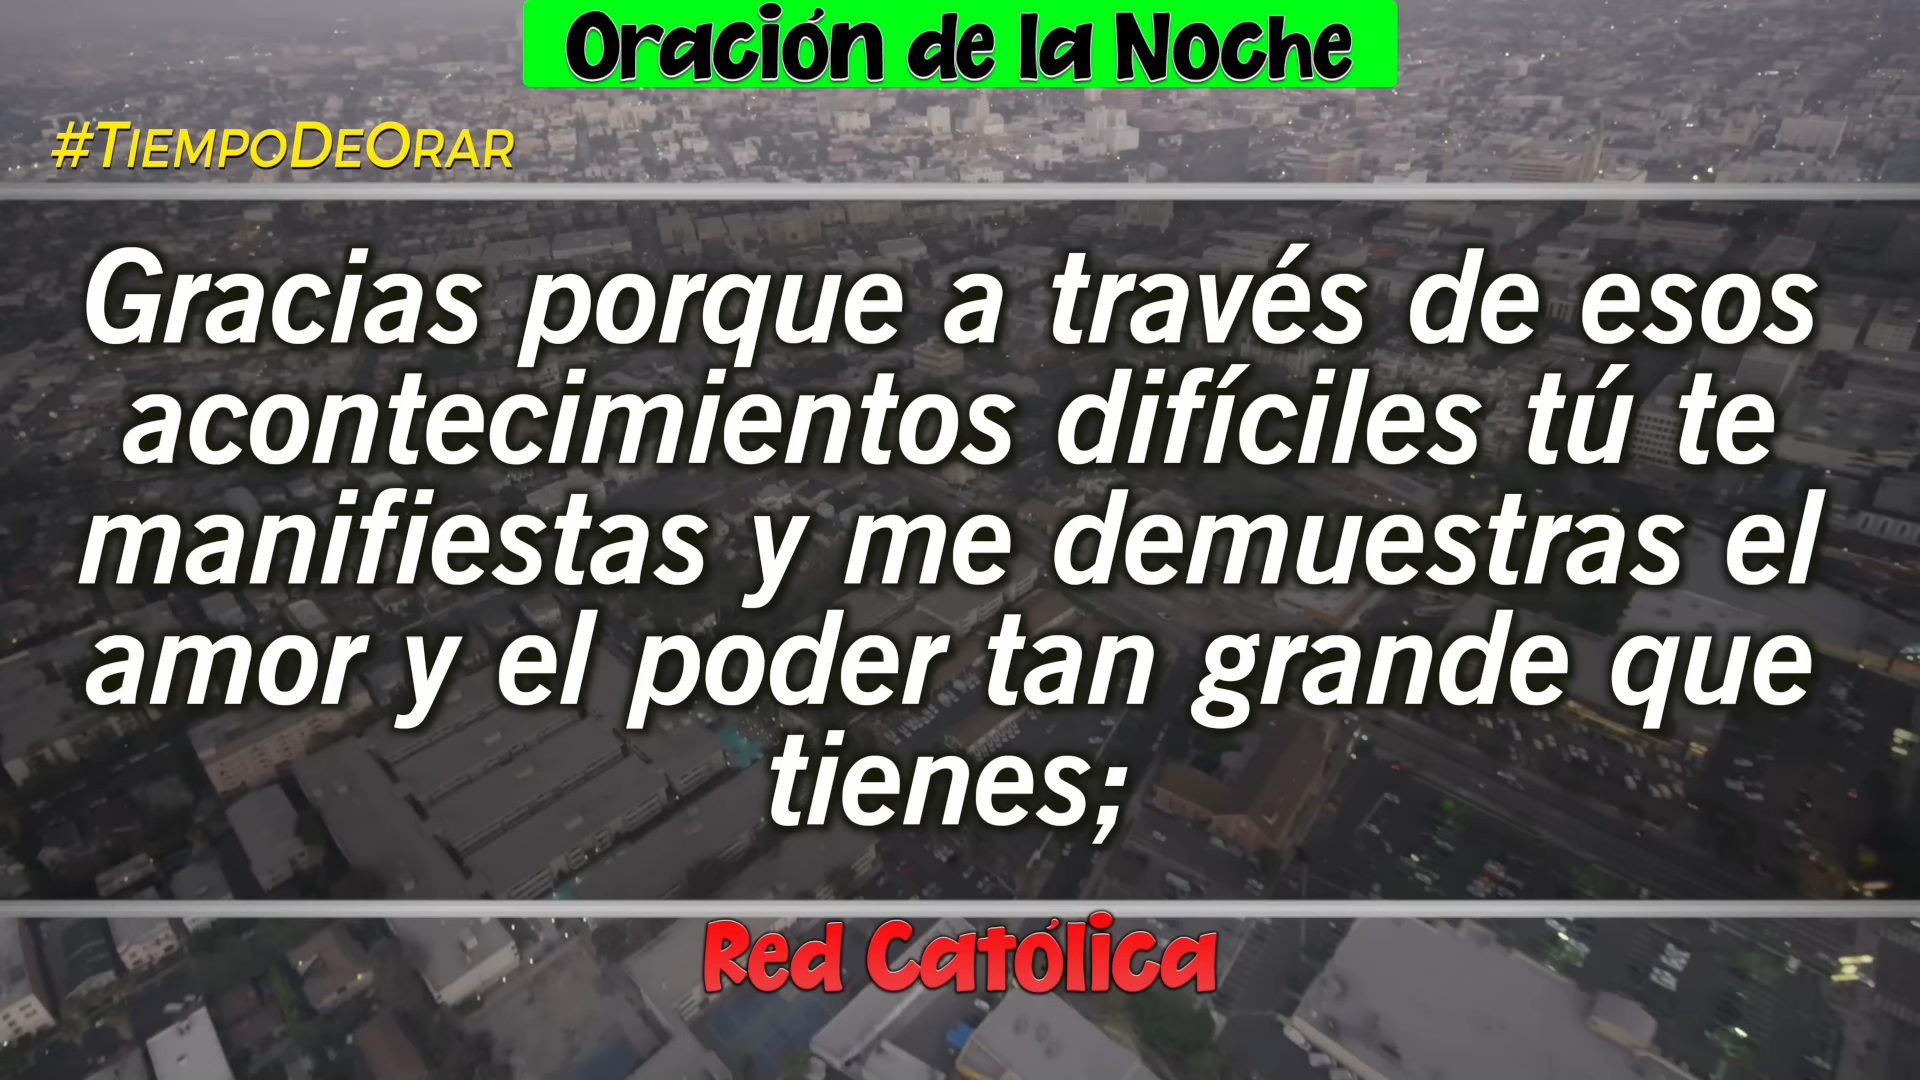 Oración de la Noche
#TiempoDeOrar
Gracias porque a través de esos
acontecimientos difíciles tú te
manifiestas y me demuestras el
amor y el poder tan grande que
tienes;
Red Católica